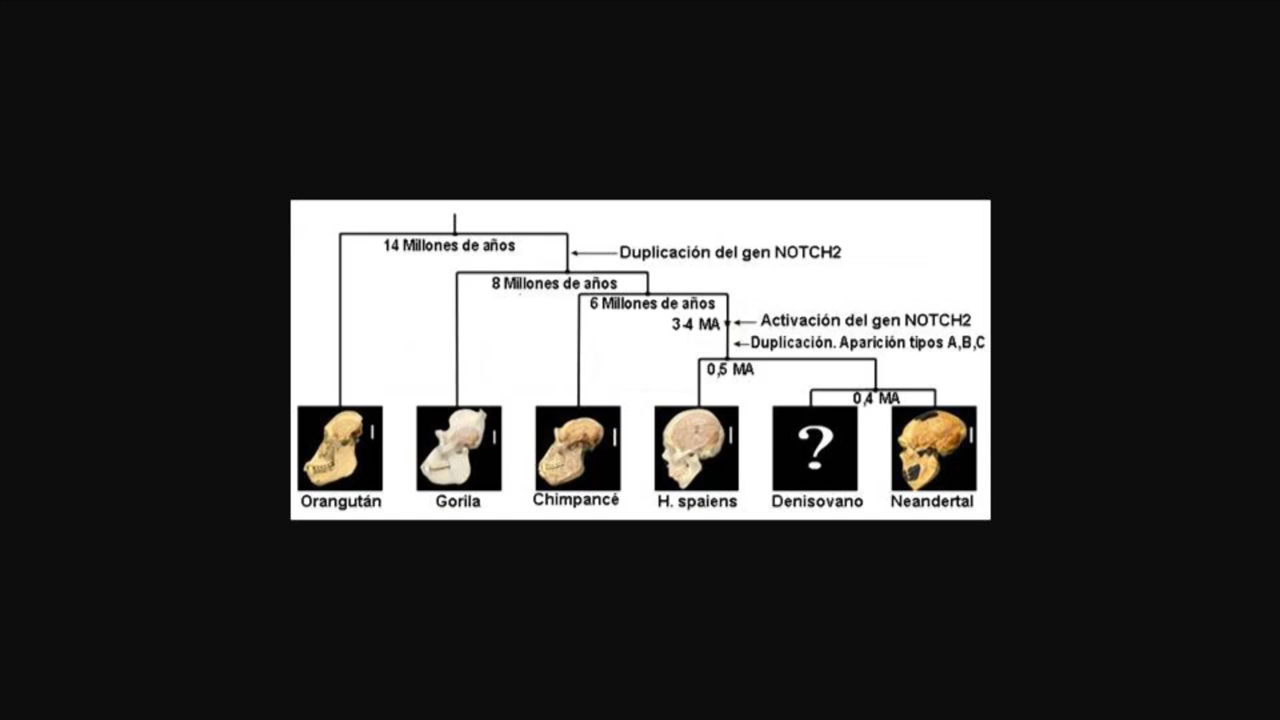 14 Millones de años
Duplicación del gen NOTCH2
8 Millones de años
6 Millones de años
3-4 MA
Activación del gen NOTCH2
Duplicación. Aparición tipos A,B,C
0,5 MA
0,4 MA
?
Orangután
Gorila
Chimpancé
H. spaiens
Denisovano
Neandertal